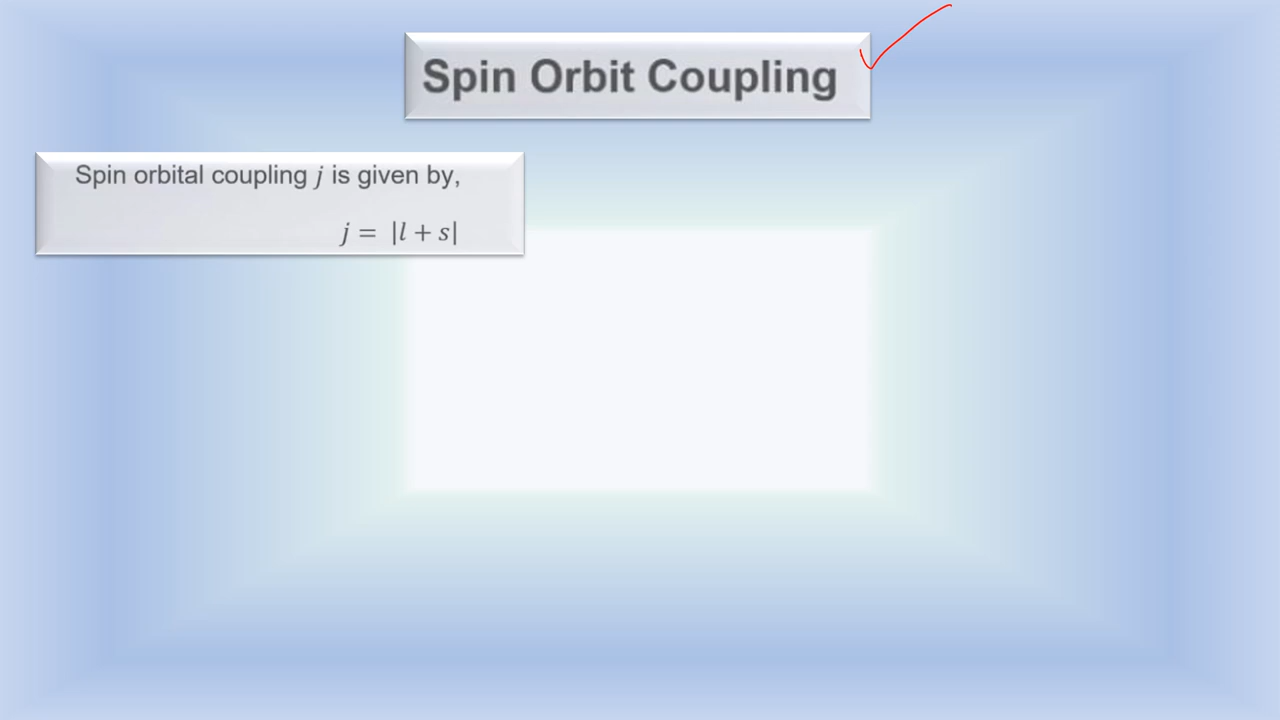 Spin Orbit Coupling
Spin orbital coupling j is given by,
j = |l + s|